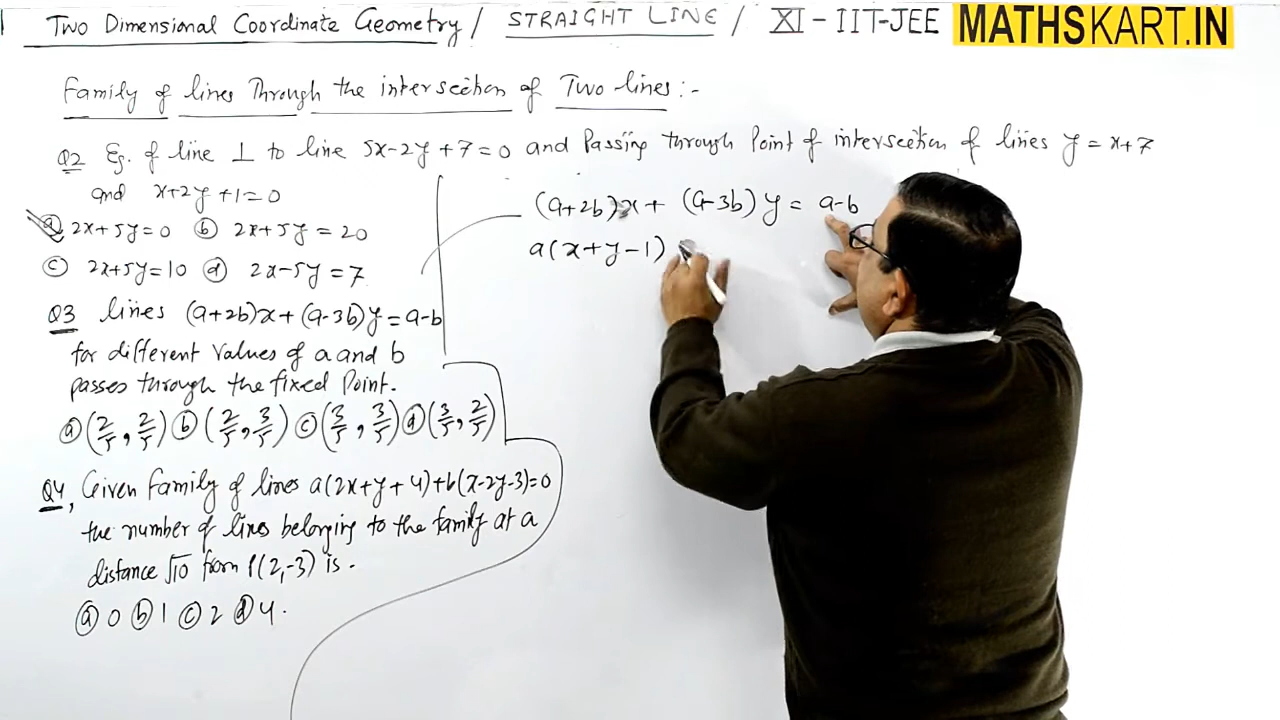 Two Dimensional Coordinate Geometry / STRAIGHT LINE / XI - IIT-JEE MATHSKART.IN
Family of lines Through the intersection of Two lines :-
Q2 Eq. of line ⊥ to line 5x-2y+7=0 and Passing through Point of intersection of lines y = x+7
and x+2y+1=0
ⓐ 2x+5y=0 ⓑ 2x+5y=20
ⓒ 2x+5y=10 ⓓ 2x-5y=7
Q3 lines (a+2b)x+(a-3b)y=a-b
for different values of a and b
passes through the fixed Point.
ⓐ (2/5, 2/5) ⓑ (2/5, 3/5) ⓒ (3/5, 3/5) ⓓ (3/5, 2/5)
Q4, Given family of lines a(2x+y+4)+b(x-2y-3)=0
the number of lines belonging to the family at a
distance √10 from P(2,-3) is.
ⓐ 0 ⓑ 1 ⓒ 2 ⓓ 4.
(a+2b)x + (a-3b)y = a-b
a(x+y-1)